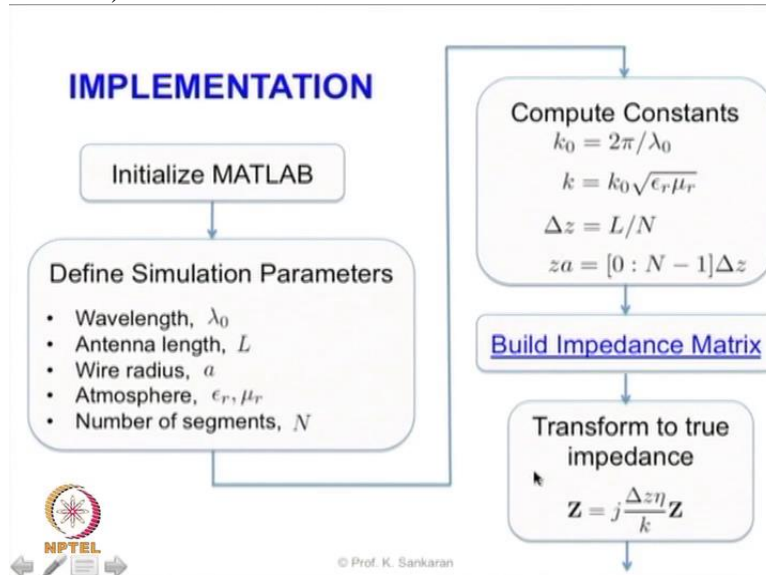 IMPLEMENTATION
Initialize MATLAB
Define Simulation Parameters
• Wavelength, λ₀
• Antenna length, L
• Wire radius, a
• Atmosphere, ϵᵣ, μᵣ
• Number of segments, N
Compute Constants
k₀ = 2π/λ₀
k = k₀√(ϵᵣμᵣ)
Δz = L/N
za = [0 : N − 1]Δz
Build Impedance Matrix
Transform to true
impedance
Z = j (Δzη/k) Z
NPTEL
© Prof. K. Sankaran